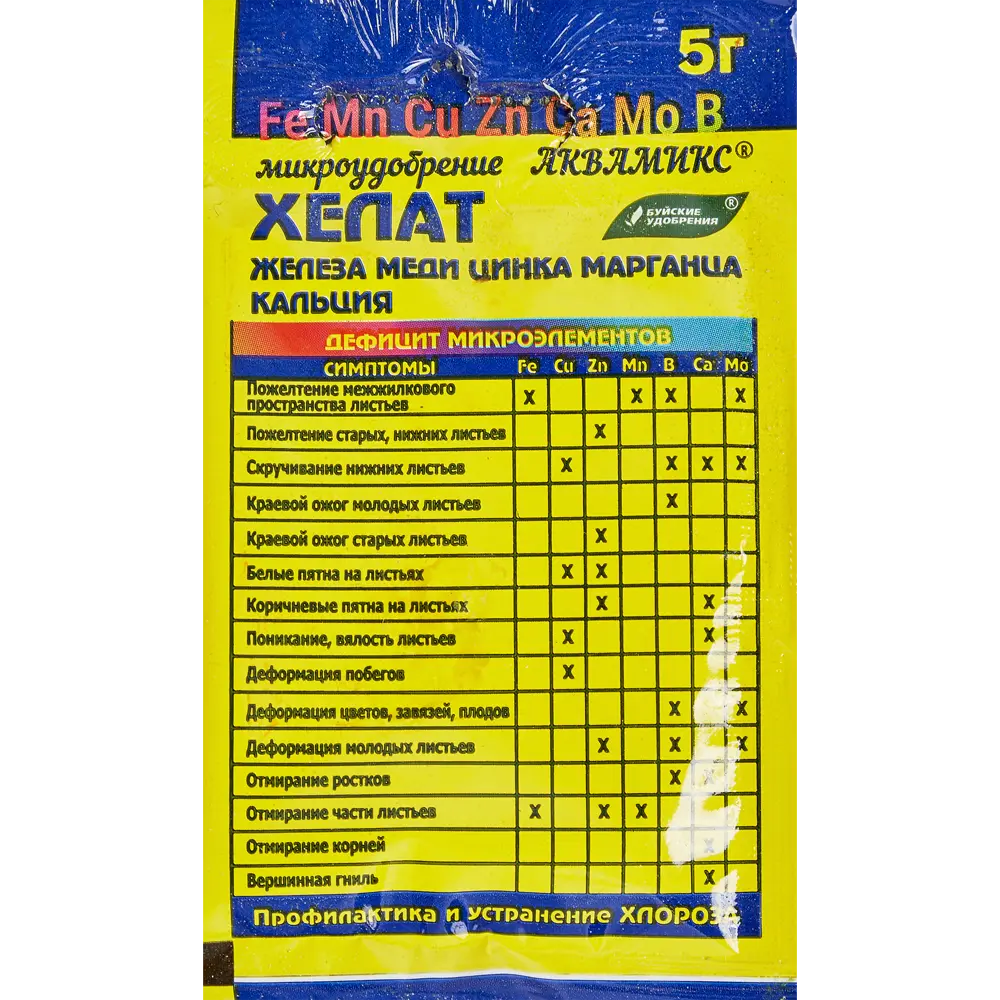 5г
Fe Mn Cu Zn Ca Mo B
микроудобрение АКВАМИКС®
ХЕЛАТ
БУЙСКИЕ
УДОБРЕНИЯ ®
ЖЕЛЕЗА МЕДИ ЦИНКА МАРГАНЦА
КАЛЬЦИЯ
ДЕФИЦИТ МИКРОЭЛЕМЕНТОВ
СИМПТОМЫ Fe Cu Zn Mn B Ca Mo
Пожелтение межжилкового
пространства листьев X X X X
Пожелтение старых, нижних листьев X
Скручивание нижних листьев X X X X
Краевой ожог молодых листьев X
Краевой ожог старых листьев X
Белые пятна на листьях X X
Коричневые пятна на листьях X X
Поникание, вялость листьев X X
Деформация побегов X
Деформация цветов, завязей, плодов X X
Деформация молодых листьев X X X
Отмирание ростков X X
Отмирание части листьев X X X
Отмирание корней X
Вершинная гниль X
Профилактика и устранение ХЛОРОЗА